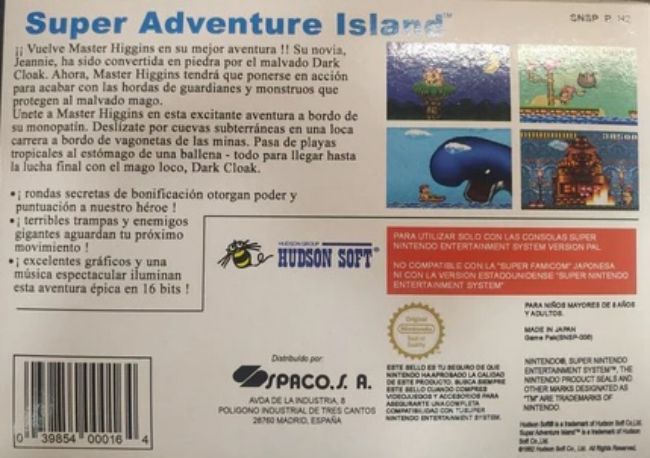 Super Adventure Island™
SNSP P
¡¡ Vuelve Master Higgins en su mejor aventura !! Su novia,
Jeannie, ha sido convertida en piedra por el malvado Dark
Cloak. Ahora, Master Higgins tendrá que ponerse en acción
para acabar con las hordas de guardianes y monstruos que
protegen al malvado mago.
Unete a Master Higgins en esta excitante aventura a bordo de
su monopatín. Deslízate por cuevas subterráneas en una loca
carrera a bordo de vagonetas de las minas. Pasa de playas
tropicales al estómago de una ballena - todo para llegar hasta
la lucha final con el mago loco, Dark Cloak.
•¡ rondas secretas de bonificación otorgan poder y
puntuación a nuestro héroe !
•¡ terribles trampas y enemigos
gigantes aguardan tu próximo
movimiento !
•¡ excelentes gráficos y una
música espectacular iluminan
esta aventura épica en 16 bits !
HUDSON GROUP
HUDSON SOFT®
PARA UTILIZAR SOLO CON LAS CONSOLAS SUPER
NINTENDO ENTERTAINMENT SYSTEM VERSION PAL
NO COMPATIBLE CON LA "SUPER FAMICOM" JAPONESA
NI CON LA VERSION ESTADOUNIDENSE "SUPER NINTENDO
ENTERTAINMENT SYSTEM"
Original
Nintendo
Seal of
Quality
PARA NIÑOS MAYORES DE 8 AÑOS
Y ADULTOS.
MADE IN JAPAN
Game Pak(SNSP-006)
Distribuido por:
SPACO, S. A.
AVDA DE LA INDUSTRIA, 8
POLIGONO INDUSTRIAL DE TRES CANTOS
28760 MADRID, ESPAÑA
ESTE SELLO ES TU SEGURO DE QUE
NINTENDO HA APROBADO LA CALIDAD
DE ESTE PRODUCTO. BUSCA SIEMPRE
ESTE SELLO CUANDO COMPRES
VIDEOJUEGOS Y ACCESORIOS PARA
ASEGURARTE UNA COMPLETA
COMPATIBILIDAD CON TU SUPER
NINTENDO ENTERTAINMENT SYSTEM.
NINTENDO®, SUPER NINTENDO
ENTERTAINMENT SYSTEM™, THE
NINTENDO PRODUCT SEALS AND
OTHER MARKS DESIGNATED AS
"TM" ARE TRADEMARKS OF
NINTENDO.
Hudson Soft® is a trademark of Hudson Soft Co.,Ltd.
Super Adventure Island™ is a trademark of Hudson
Soft Co.,Ltd.
©1992 Hudson Soft Co., Ltd. All Rights Reserved.
0 39854 00016 4